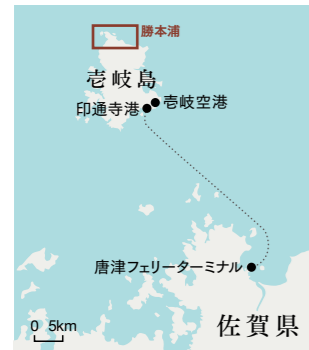 勝本浦
壱岐島
壱岐空港
印通寺港
唐津フェリーターミナル
佐賀県
0 5km